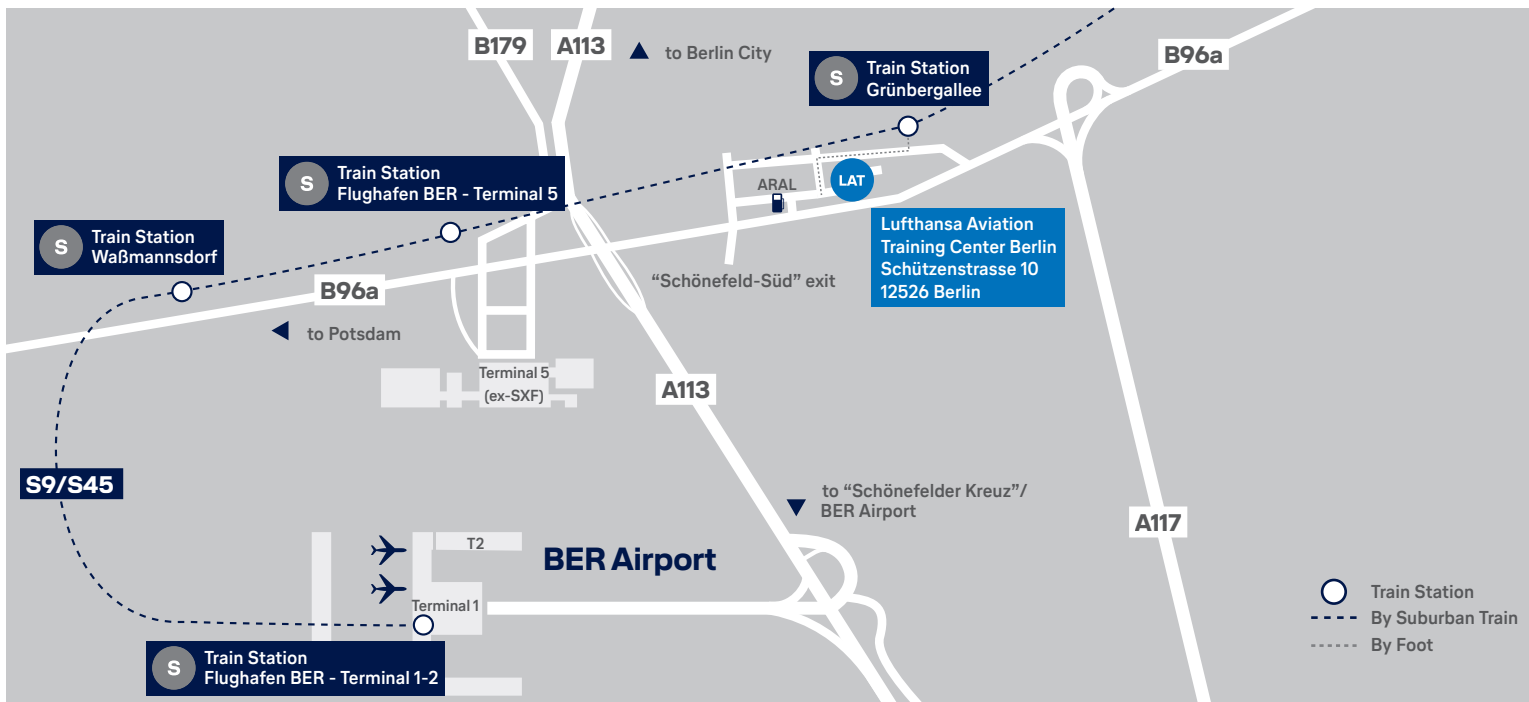 B179
A113
to Berlin City
S
Train Station
Grünbergallee
B96a
S
Train Station
Flughafen BER - Terminal 5
ARAL
LAT
S
Train Station
Waßmannsdorf
Lufthansa Aviation
Training Center Berlin
Schützenstrasse 10
12526 Berlin
“Schönefeld-Süd” exit
B96a
to Potsdam
Terminal 5
(ex-SXF)
A113
S9/S45
to “Schönefelder Kreuz”/
BER Airport
A117
T2
BER Airport
Terminal 1
Train Station
By Suburban Train
By Foot
S
Train Station
Flughafen BER - Terminal 1-2